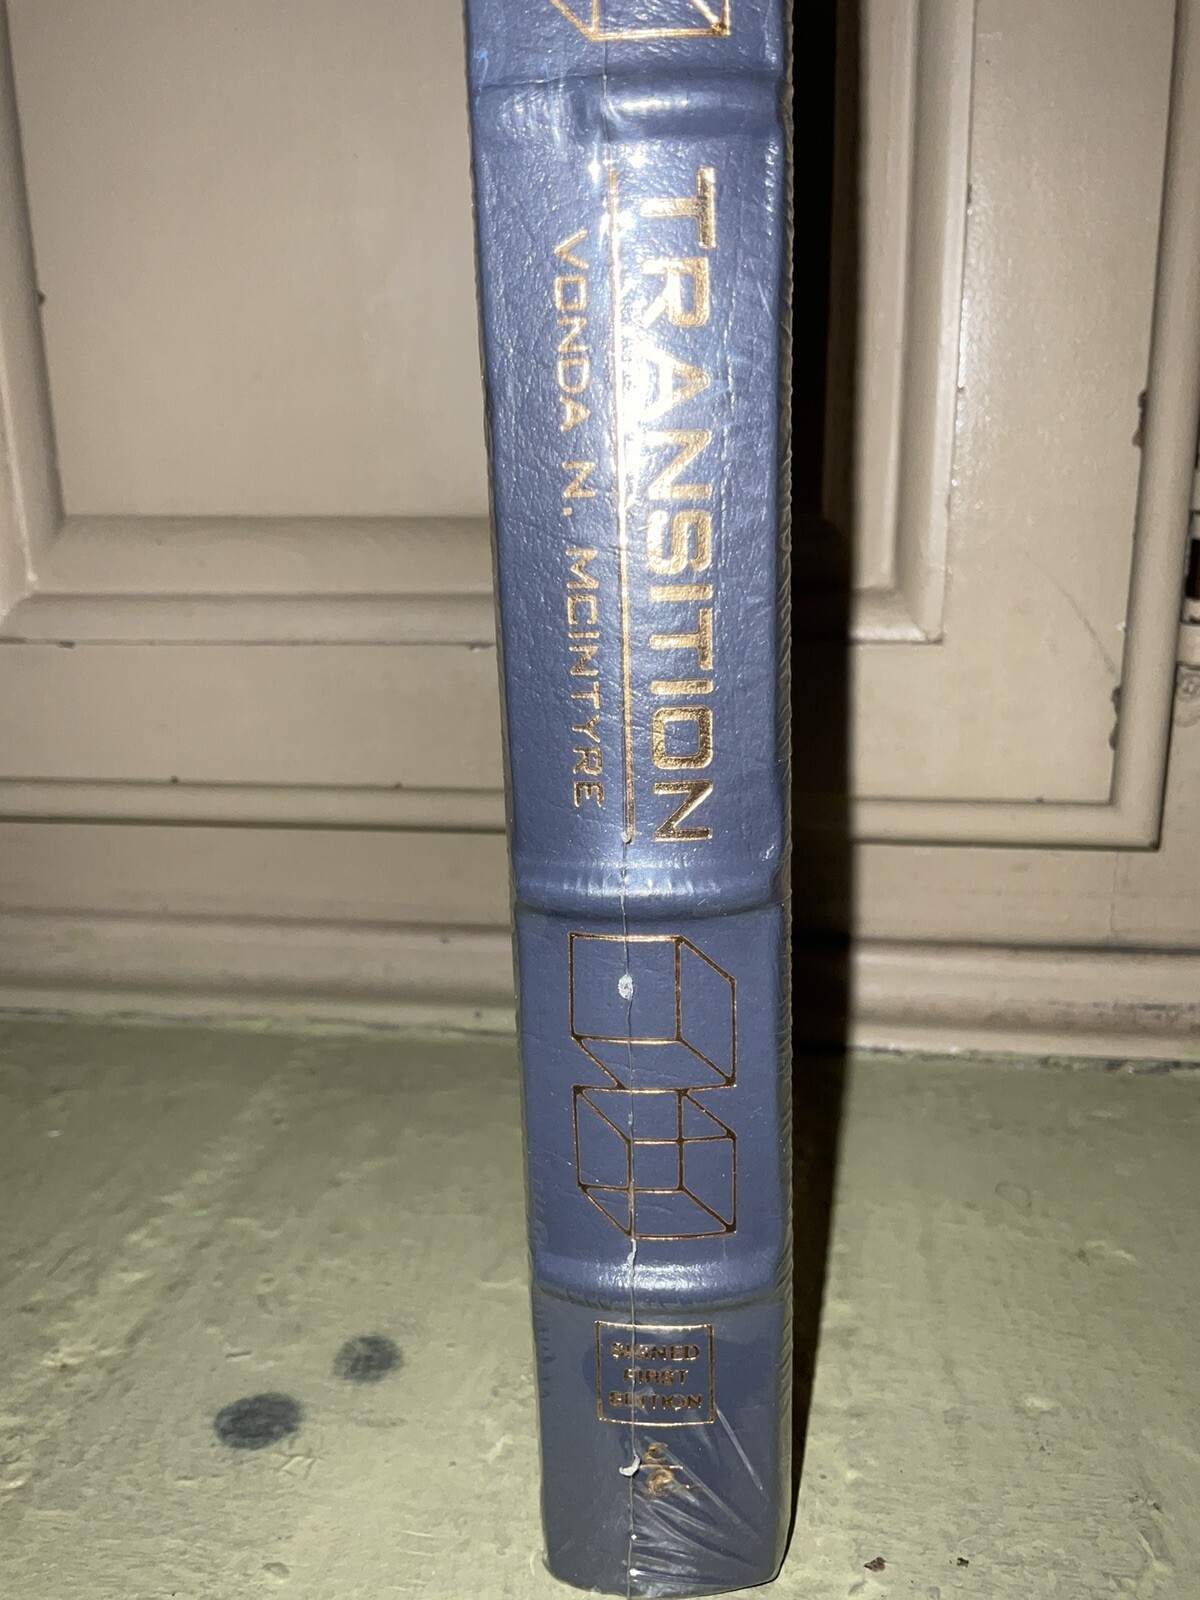 TRANSITION
VONDA N. MCINTYRE
SIGNED
FIRST
EDITION